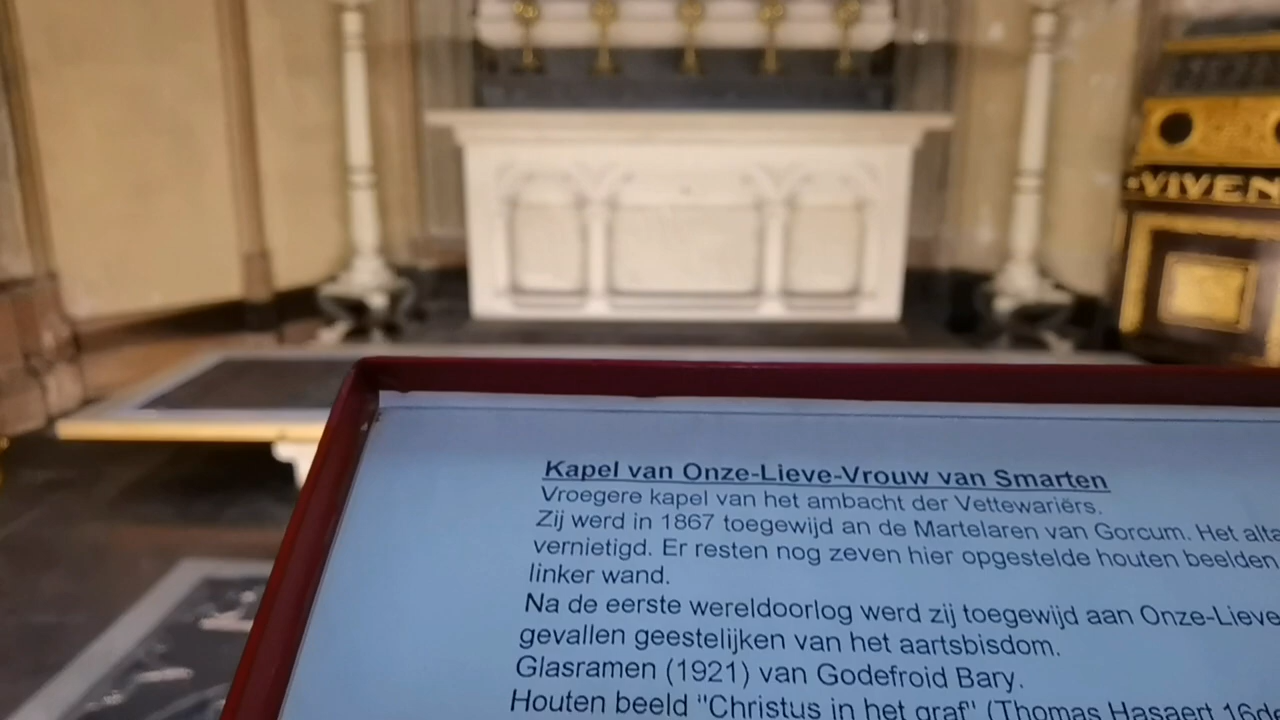 VIVEN
Kapel van Onze-Lieve-Vrouw van Smarten
Vroegere kapel van het ambacht der Vettewariërs.
Zij werd in 1867 toegewijd an de Martelaren van Gorcum. Het alta
vernietigd. Er resten nog zeven hier opgestelde houten beelden
linker wand.
Na de eerste wereldoorlog werd zij toegewijd aan Onze-Lieve
gevallen geestelijken van het aartsbisdom.
Glasramen (1921) van Godefroid Bary.
Houten beeld "Christus in het graf" (Thomas Hasaert 16de